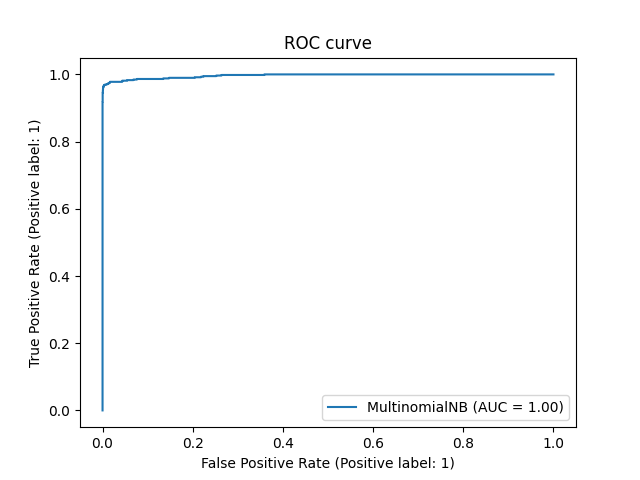 ROC curve
True Positive Rate (Positive label: 1)
1.0
0.8
0.6
0.4
0.2
0.0
MultinomialNB (AUC = 1.00)
0.0 0.2 0.4 0.6 0.8 1.0
False Positive Rate (Positive label: 1)